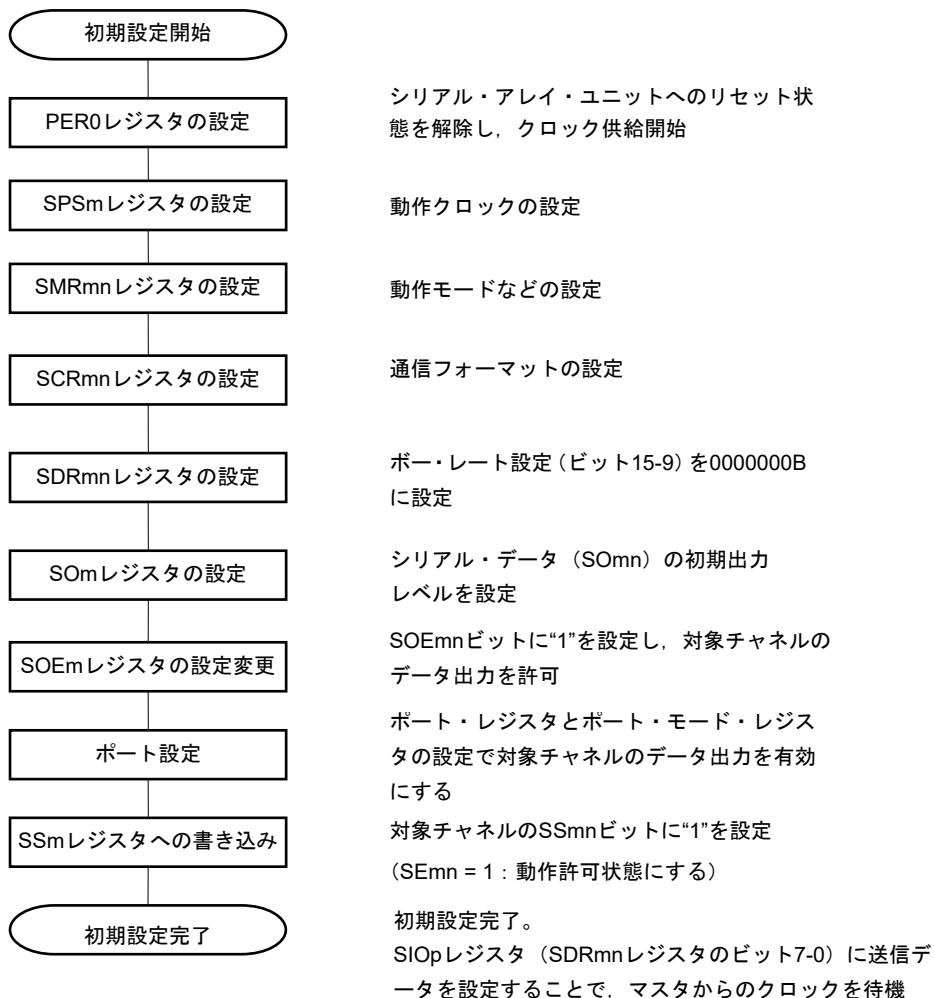 初期設定開始
PER0レジスタの設定
シリアル・アレイ・ユニットへのリセット状
態を解除し，クロック供給開始
SPSmレジスタの設定
動作クロックの設定
SMRmnレジスタの設定
動作モードなどの設定
SCRmnレジスタの設定
通信フォーマットの設定
SDRmnレジスタの設定
ボー・レート設定（ビット15-9）を0000000B
に設定
SOmレジスタの設定
シリアル・データ（SOmn）の初期出力
レベルを設定
SOEmレジスタの設定変更
SOEmnビットに“1”を設定し，対象チャネルの
データ出力を許可
ポート設定
ポート・レジスタとポート・モード・レジス
タの設定で対象チャネルのデータ出力を有効
にする
SSmレジスタへの書き込み
対象チャネルのSSmnビットに“1”を設定
（SEmn = 1：動作許可状態にする）
初期設定完了
初期設定完了。
SIOpレジスタ（SDRmnレジスタのビット7-0）に送信デ
ータを設定することで，マスタからのクロックを待機